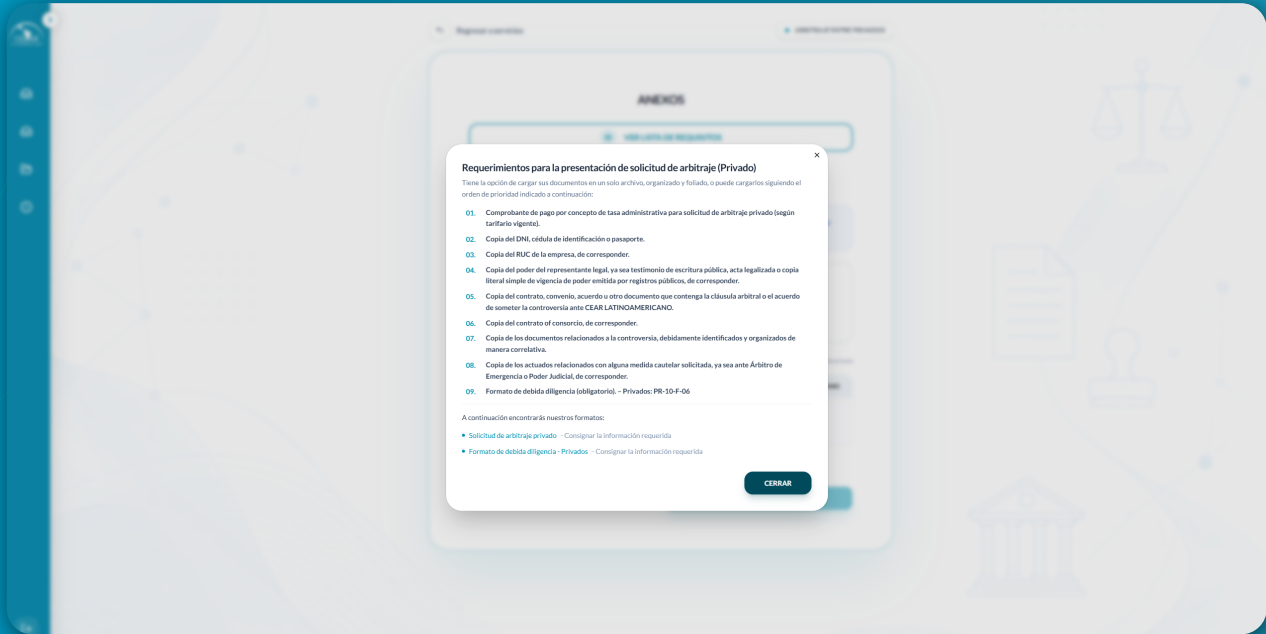 Regresar a servicios
ARBITRAJE ENTRE PRIVADOS
ANEXOS
VER LISTA DE REQUISITOS
Requerimientos para la presentación de solicitud de arbitraje (Privado)
Tiene la opción de cargar sus documentos en un solo archivo, organizado y foliado, o puede cargarlos siguiendo el
orden de prioridad indicado a continuación:
01. Comprobante de pago por concepto de tasa administrativa para solicitud de arbitraje privado (según
tarifario vigente).
02. Copia del DNI, cédula de identificación o pasaporte.
03. Copia del RUC de la empresa, de corresponder.
04. Copia del poder del representante legal, ya sea testimonio de escritura pública, acta legalizada o copia
literal simple de vigencia de poder emitida por registros públicos, de corresponder.
05. Copia del contrato, convenio, acuerdo u otro documento que contenga la cláusula arbitral o el acuerdo
de someter la controversia ante CEAR LATINOAMERICANO.
06. Copia del contrato of consorcio, de corresponder.
07. Copia de los documentos relacionados a la controversia, debidamente identificados y organizados de
manera correlativa.
08. Copia de los actuados relacionados con alguna medida cautelar solicitada, ya sea ante Árbitro de
Emergencia o Poder Judicial, de corresponder.
09. Formato de debida diligencia (obligatorio). – Privados: PR-10-F-06
A continuación encontrarás nuestros formatos:
• Solicitud de arbitraje privado – Consignar la información requerida
• Formato de debida diligencia - Privados – Consignar la información requerida
CERRAR